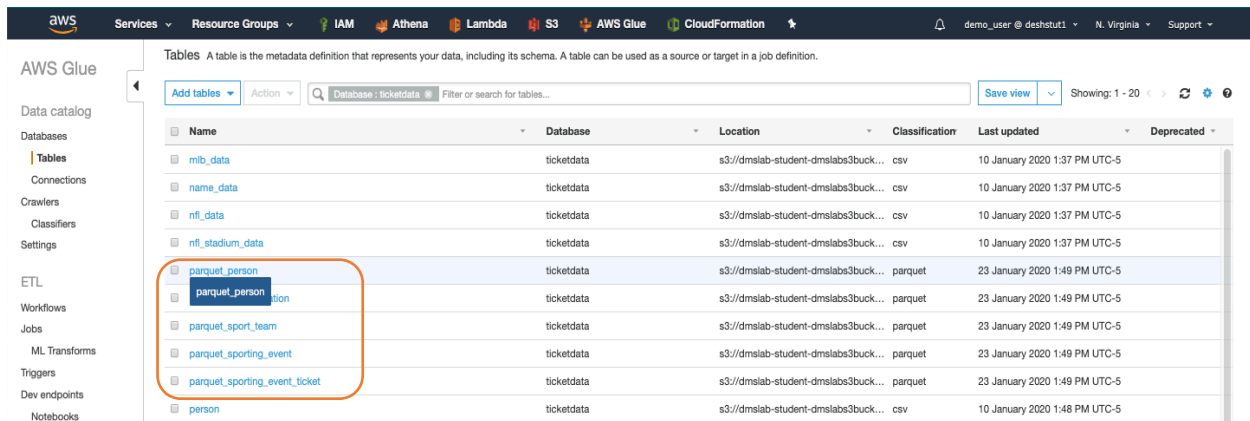 aws Services Resource Groups IAM Athena Lambda S3 AWS Glue CloudFormation demo_user @ deshstut1 N. Virginia Support
AWS Glue
Data catalog
Databases
Tables
Connections
Crawlers
Classifiers
Settings
ETL
Workflows
Jobs
ML Transforms
Triggers
Dev endpoints
Notebooks
Tables A table is the metadata definition that represents your data, including its schema. A table can be used as a source or target in a job definition.
Add tables Action Database : ticketdata Filter or search for tables... Save view Showing: 1 - 20
Name Database Location Classification Last updated Deprecated
mlb_data ticketdata s3://dmslab-student-dmslabs3buck... csv 10 January 2020 1:37 PM UTC-5
name_data ticketdata s3://dmslab-student-dmslabs3buck... csv 10 January 2020 1:37 PM UTC-5
nfl_data ticketdata s3://dmslab-student-dmslabs3buck... csv 10 January 2020 1:37 PM UTC-5
nfl_stadium_data ticketdata s3://dmslab-student-dmslabs3buck... csv 10 January 2020 1:37 PM UTC-5
parquet_person ticketdata s3://dmslab-student-dmslabs3buck... parquet 23 January 2020 1:49 PM UTC-5
parquet_person
ation ticketdata s3://dmslab-student-dmslabs3buck... parquet 23 January 2020 1:49 PM UTC-5
parquet_sport_team ticketdata s3://dmslab-student-dmslabs3buck... parquet 23 January 2020 1:49 PM UTC-5
parquet_sporting_event ticketdata s3://dmslab-student-dmslabs3buck... parquet 23 January 2020 1:49 PM UTC-5
parquet_sporting_event_ticket ticketdata s3://dmslab-student-dmslabs3buck... parquet 23 January 2020 1:49 PM UTC-5
person ticketdata s3://dmslab-student-dmslabs3buck... csv 10 January 2020 1:48 PM UTC-5